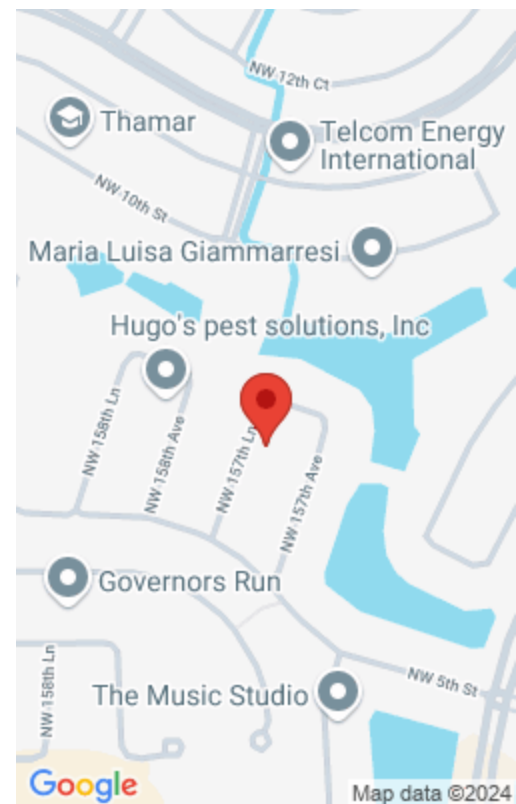 NW 12th Ct
Thamar
Telcom Energy
International
NW 10th St
Maria Luisa Giammarresi
Hugo's pest solutions, Inc
NW 158th Ln
NW 158th Ave
NW 157th Ln
NW 157th Ave
Governors Run
NW 158th Ln
NW 5th St
The Music Studio
Google
Map data ©2024